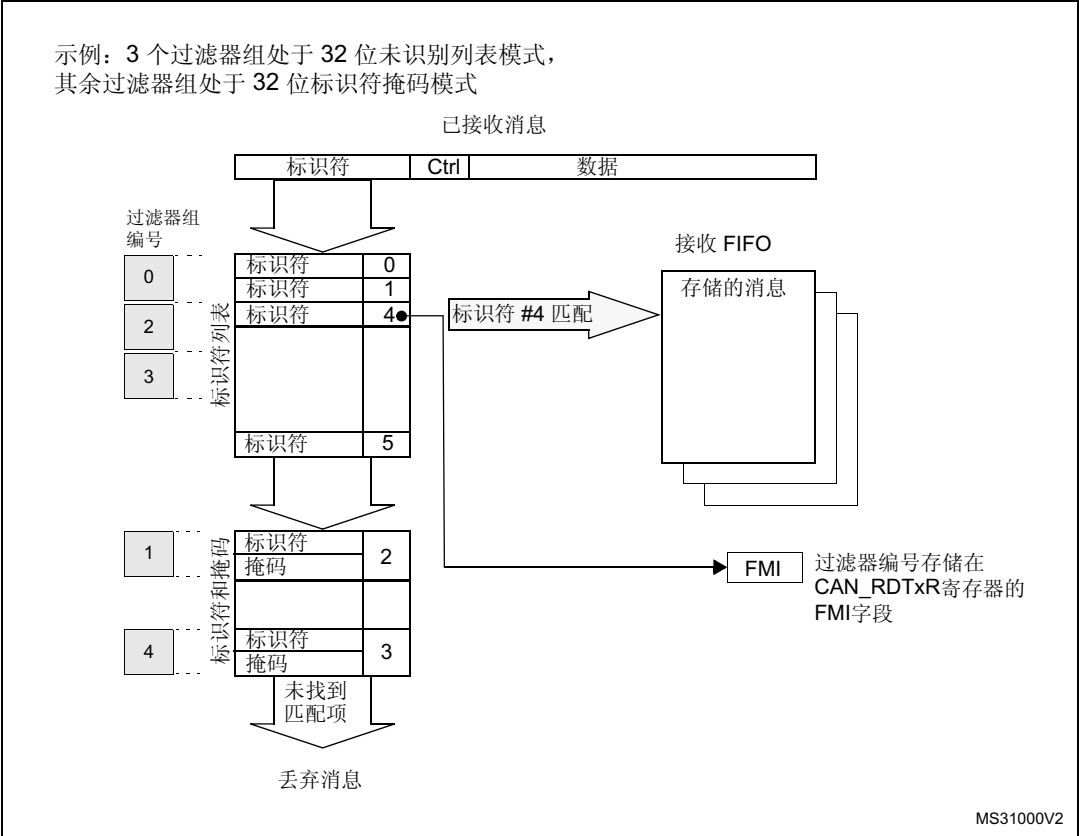 示例：3 个过滤器组处于 32 位未识别列表模式，
其余过滤器组处于 32 位标识符掩码模式
已接收消息
标识符 Ctrl 数据
过滤器组
编号
接收 FIFO
0
标识符 0
标识符 1
存储的消息
2
标识符 4
标识符 #4 匹配
标识符列表
3
标识符 5
1
标识符
掩码
2
FMI
过滤器编号存储在
CAN_RDTxR寄存器的
FMI字段
标识符和掩码
4
标识符
掩码
3
未找到
匹配项
丢弃消息
MS31000V2